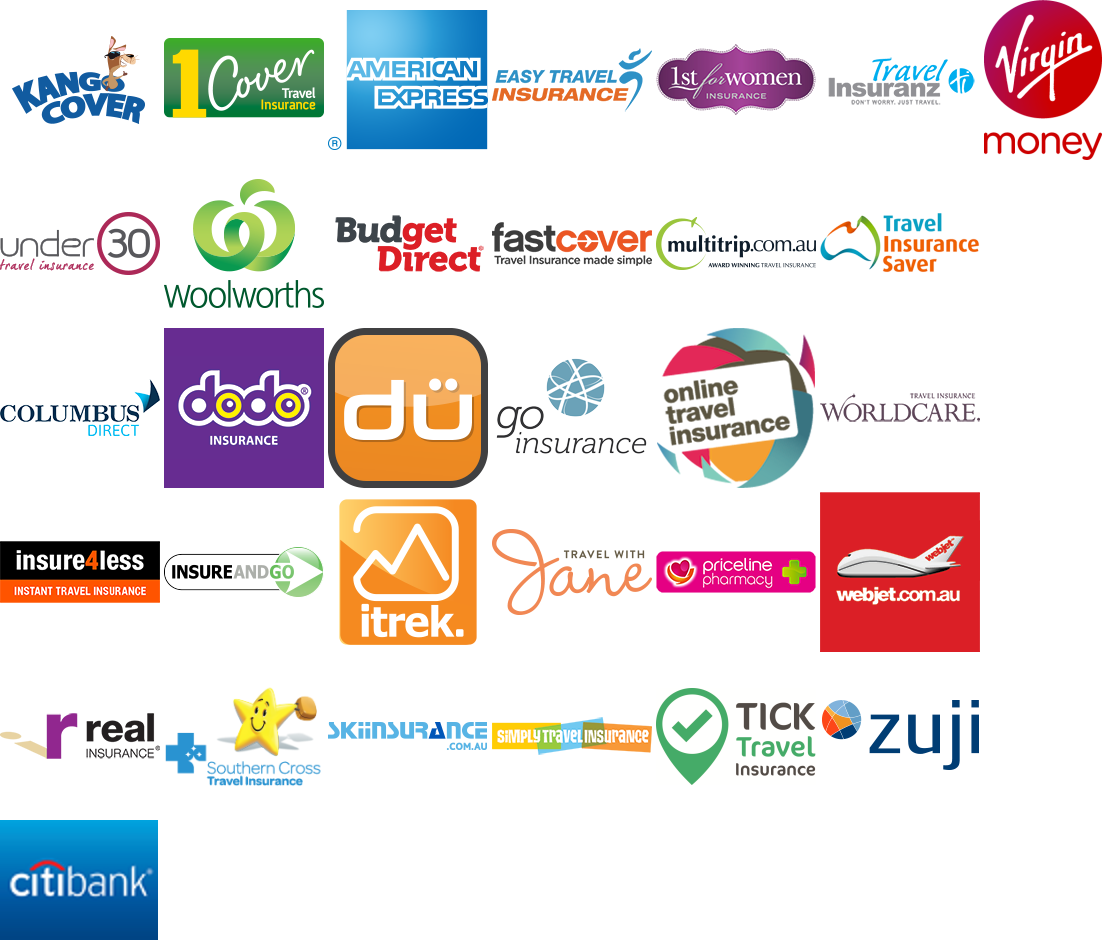 KANGO
COVER
1Cover
Travel
Insurance
AMERICAN
EXPRESS
®
EASY TRAVEL
INSURANCE
1st for women
INSURANCE
Travel
Insuranz
DON'T WORRY. JUST TRAVEL.
Virgin
money
under 30
travel insurance
Woolworths
Budget
Direct®
fastcover
Travel Insurance made simple
multitrip.com.au
AWARD WINNING TRAVEL INSURANCE
Travel
Insurance
Saver
COLUMBUS
DIRECT
dodo®
INSURANCE
dü
go
insurance
online
travel
insurance
TRAVEL INSURANCE
WORLDCARE.
insure4less
INSTANT TRAVEL INSURANCE
INSUREANDGO
itrek.
TRAVEL WITH
Jane
priceline
pharmacy
webjet
webjet.com.au
r real
INSURANCE®
Southern Cross
Travel Insurance
SKIINSURANCE
.COM.AU
SIMPLY TRAVEL INSURANCE
TICK
Travel
Insurance
zuji
citibank®